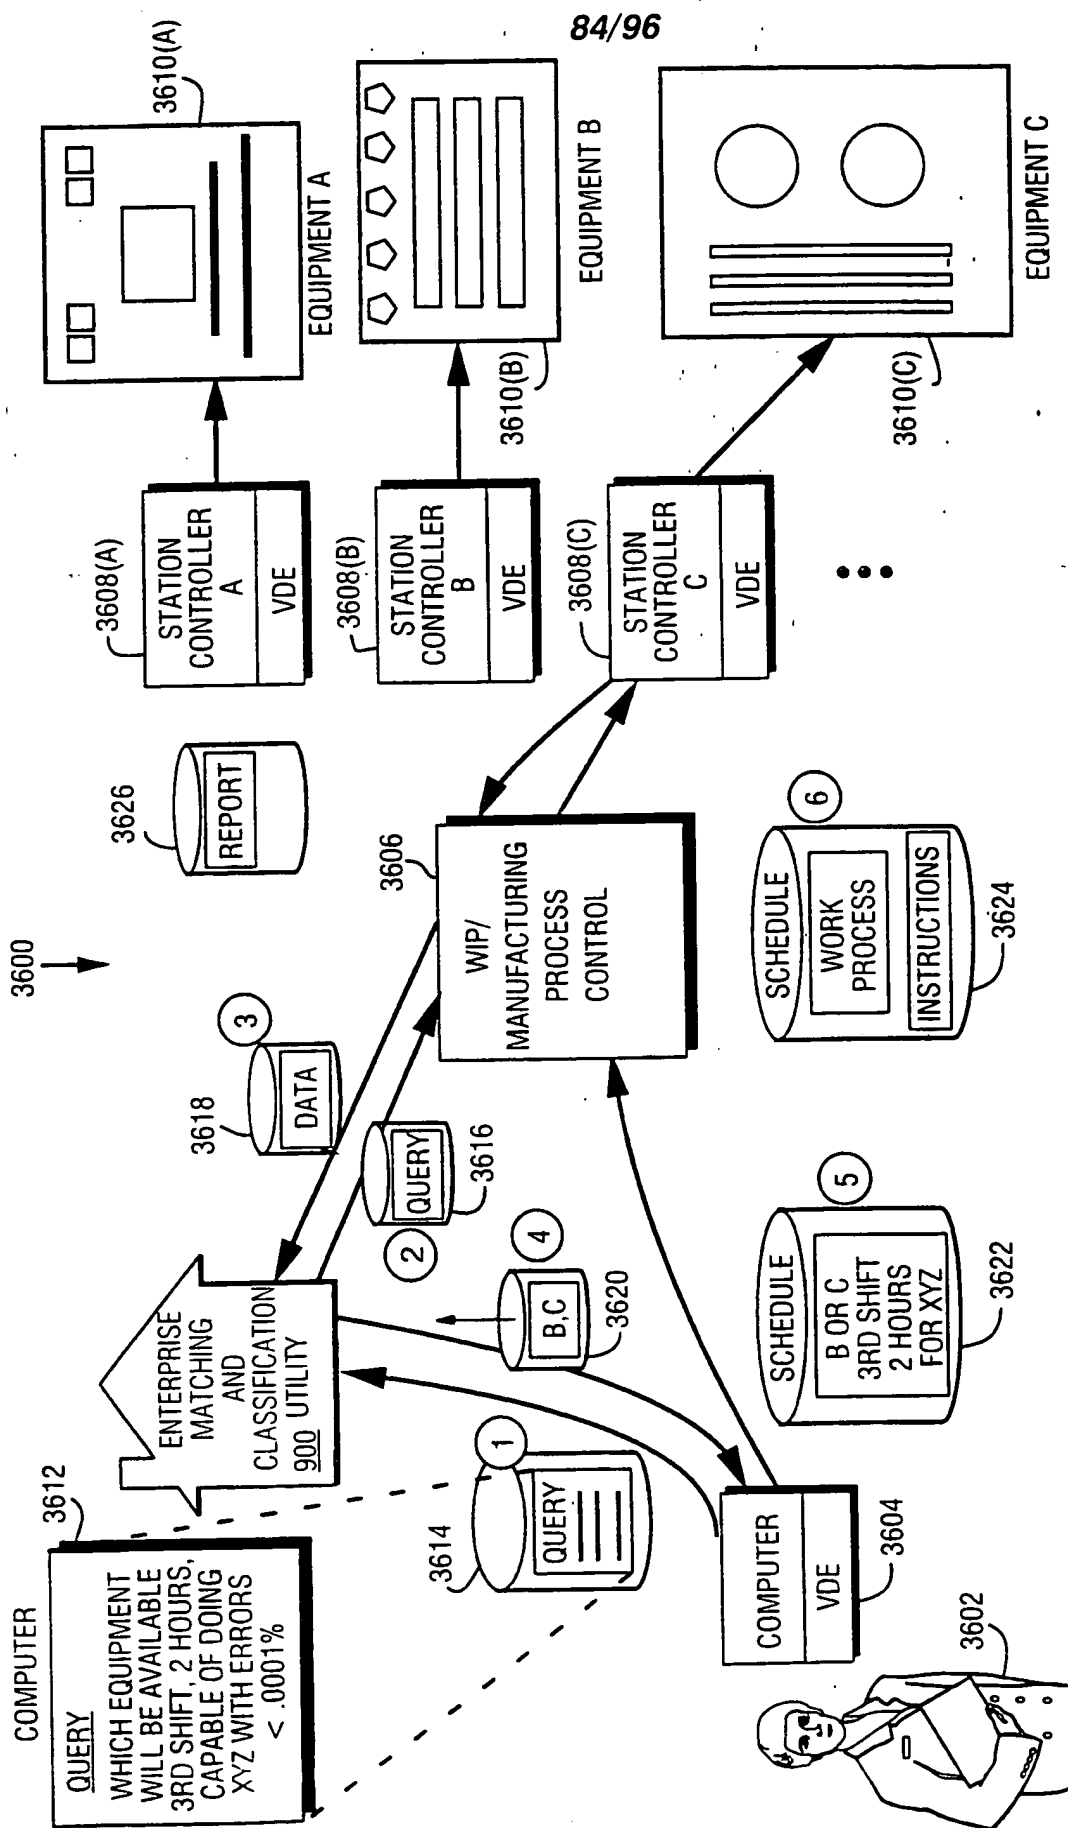 84/96
3600
COMPUTER
QUERY
WHICH EQUIPMENT
WILL BE AVAILABLE
3RD SHIFT, 2 HOURS,
CAPABLE OF DOING
XYZ WITH ERRORS
< .0001%
3612
ENTERPRISE
MATCHING
AND
CLASSIFICATION
900 UTILITY
3618
DATA
3
3626
REPORT
3608(A)
STATION
CONTROLLER
A
VDE
3610(A)
EQUIPMENT A
3614
QUERY
1
2
QUERY
3616
4
B,C
3620
3606
WIP/
MANUFACTURING
PROCESS
CONTROL
3608(B)
STATION
CONTROLLER
B
VDE
3610(B)
EQUIPMENT B
3608(C)
STATION
CONTROLLER
C
VDE
3610(C)
EQUIPMENT C
3602
COMPUTER
VDE
3604
5
SCHEDULE
B OR C
3RD SHIFT
2 HOURS
FOR XYZ
3622
6
SCHEDULE
WORK
PROCESS
INSTRUCTIONS
3624